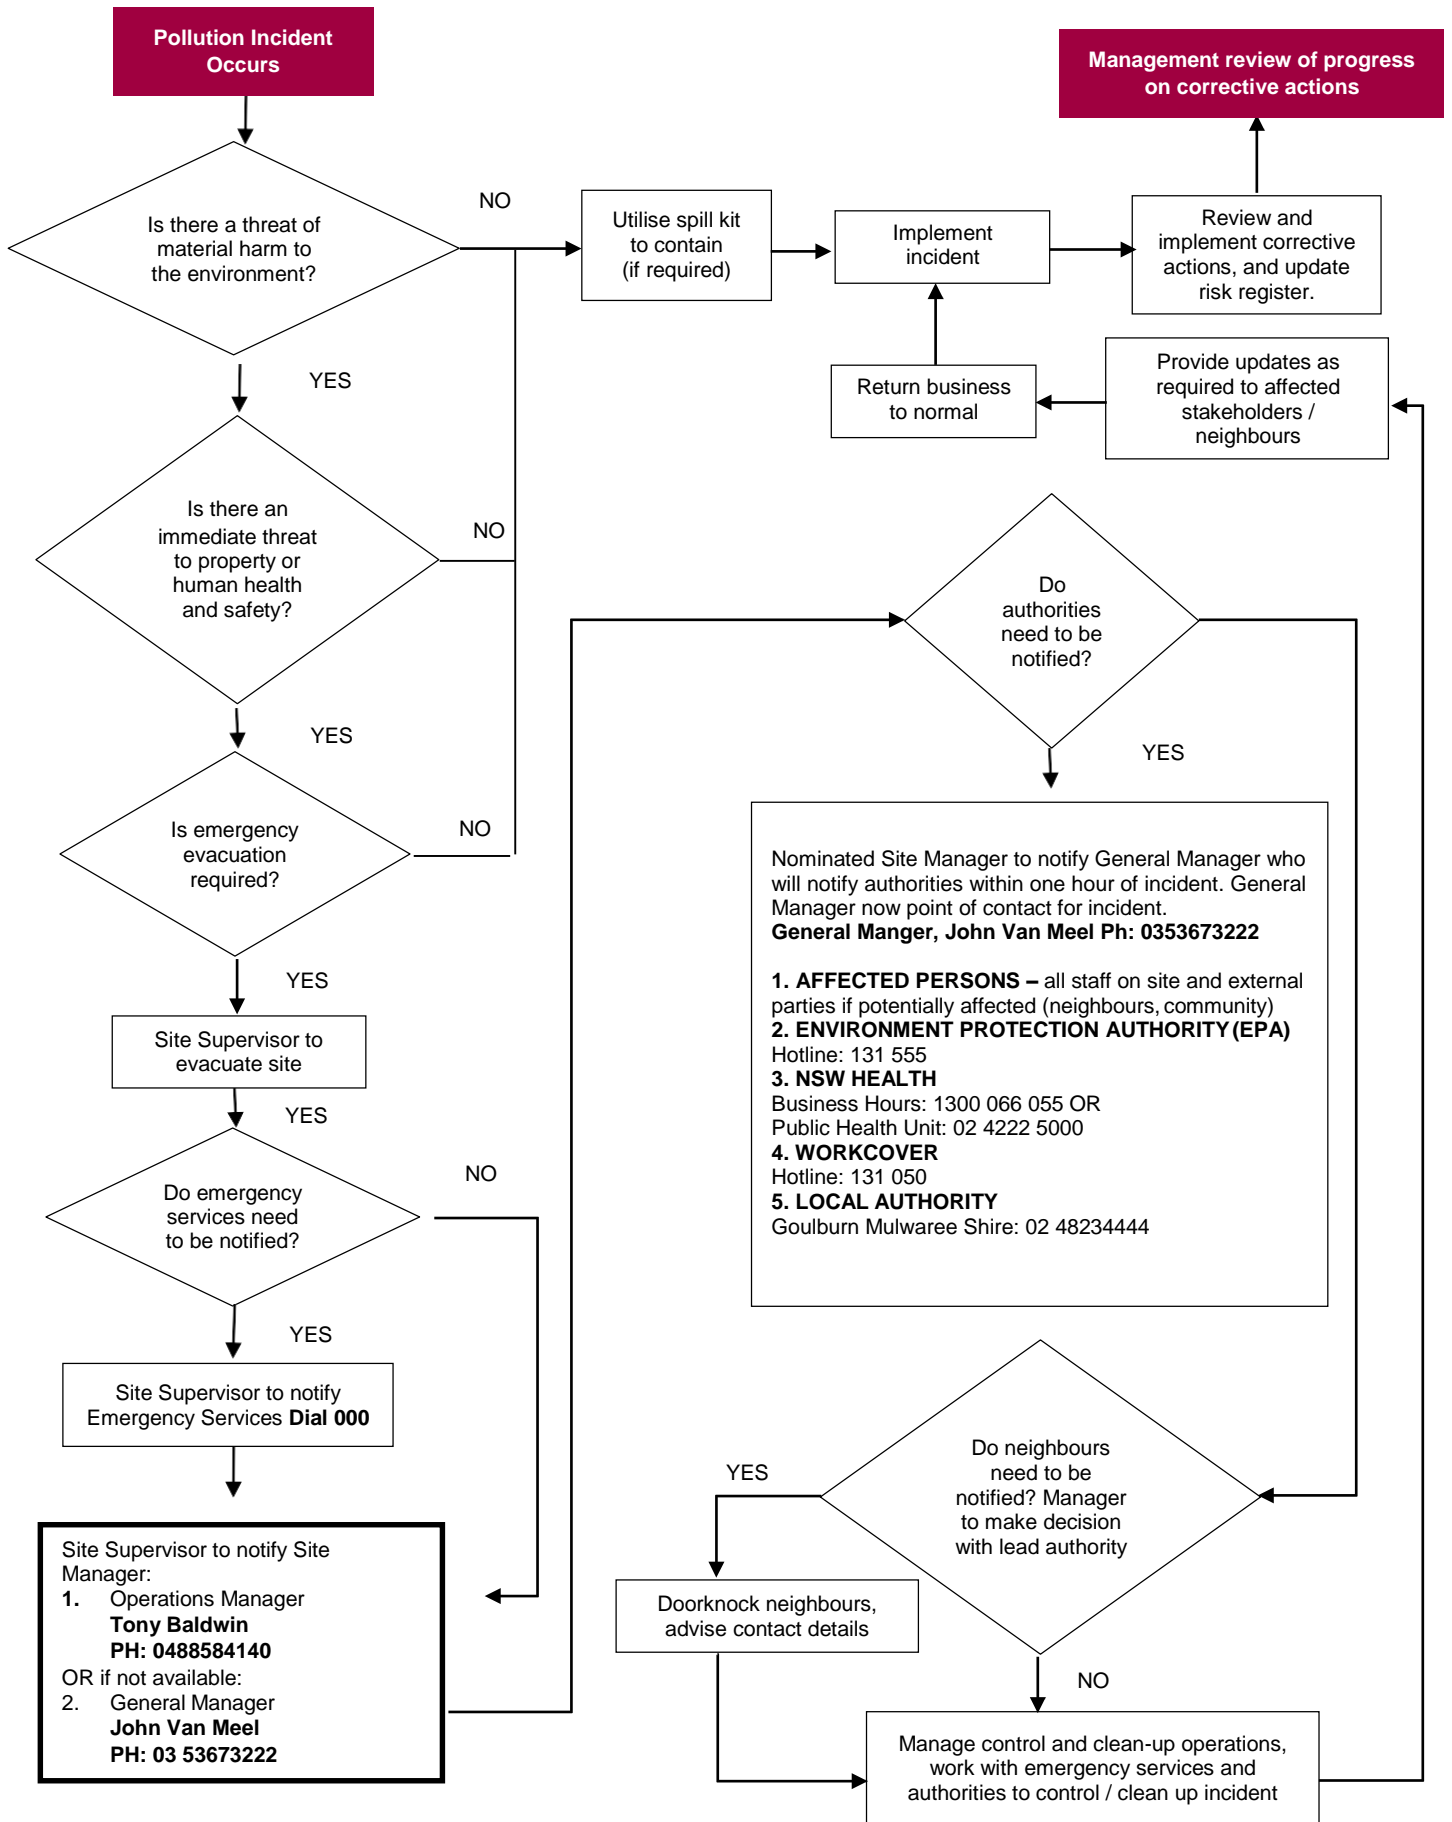 Pollution Incident
Occurs
Management review of progress
on corrective actions
Is there a threat of
material harm to
the environment?
NO
Utilise spill kit
to contain
(if required)
Implement
incident
Review and
implement corrective
actions, and update
risk register.
YES
Return business
to normal
Provide updates as
required to affected
stakeholders /
neighbours
Is there an
immediate threat
to property or
human health
and safety?
NO
Do
authorities
need to be
notified?
YES
YES
Is emergency
evacuation
required?
NO
Nominated Site Manager to notify General Manager who
will notify authorities within one hour of incident. General
Manager now point of contact for incident.
General Manger, John Van Meel Ph: 0353673222
1. AFFECTED PERSONS – all staff on site and external
parties if potentially affected (neighbours, community)
2. ENVIRONMENT PROTECTION AUTHORITY (EPA)
Hotline: 131 555
3. NSW HEALTH
Business Hours: 1300 066 055 OR
Public Health Unit: 02 4222 5000
4. WORKCOVER
Hotline: 131 050
5. LOCAL AUTHORITY
Goulburn Mulwaree Shire: 02 48234444
YES
Site Supervisor to
evacuate site
YES
Do emergency
services need
to be notified?
NO
YES
Site Supervisor to notify
Emergency Services Dial 000
Do neighbours
need to be
notified? Manager
to make decision
with lead authority
YES
Site Supervisor to notify Site
Manager:
1. Operations Manager
Tony Baldwin
PH: 0488584140
OR if not available:
2. General Manager
John Van Meel
PH: 03 53673222
Doorknock neighbours,
advise contact details
NO
Manage control and clean-up operations,
work with emergency services and
authorities to control / clean up incident